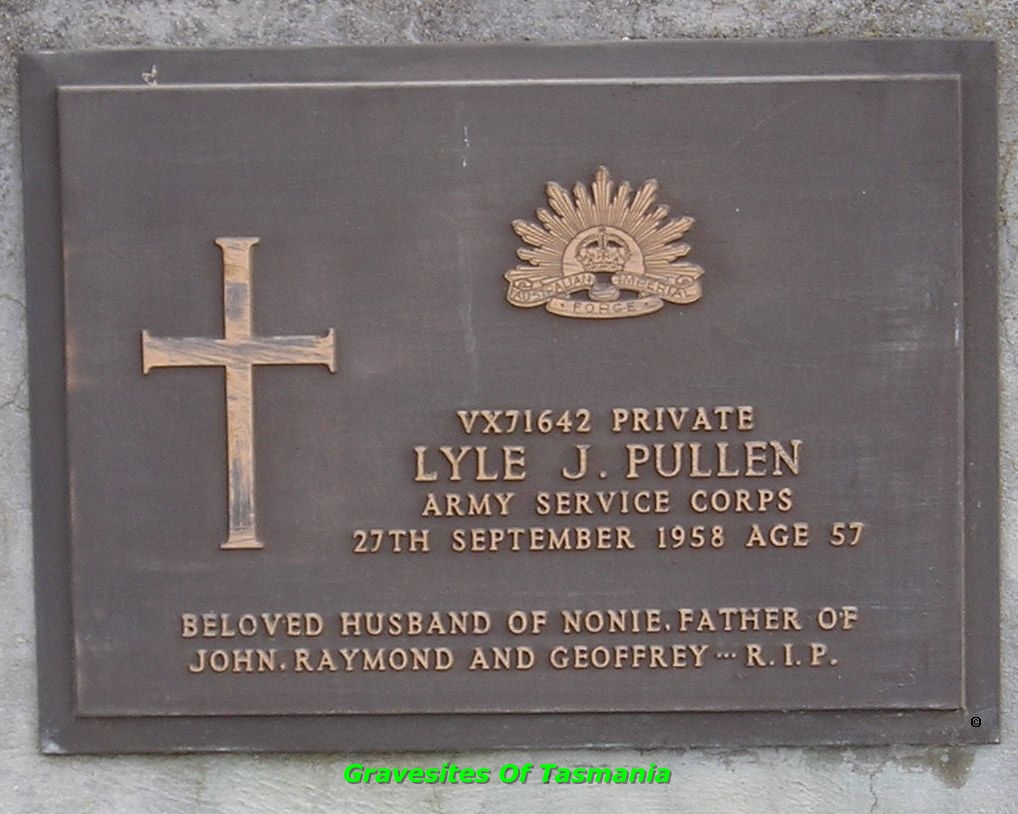 AUSTRALIAN IMPERIAL
FORCE
VX71642 PRIVATE
LYLE J. PULLEN
ARMY SERVICE CORPS
27TH SEPTEMBER 1958 AGE 57
BELOVED HUSBAND OF NONIE. FATHER OF
JOHN. RAYMOND AND GEOFFREY ··· R.I.P.
©
Gravesites Of Tasmania